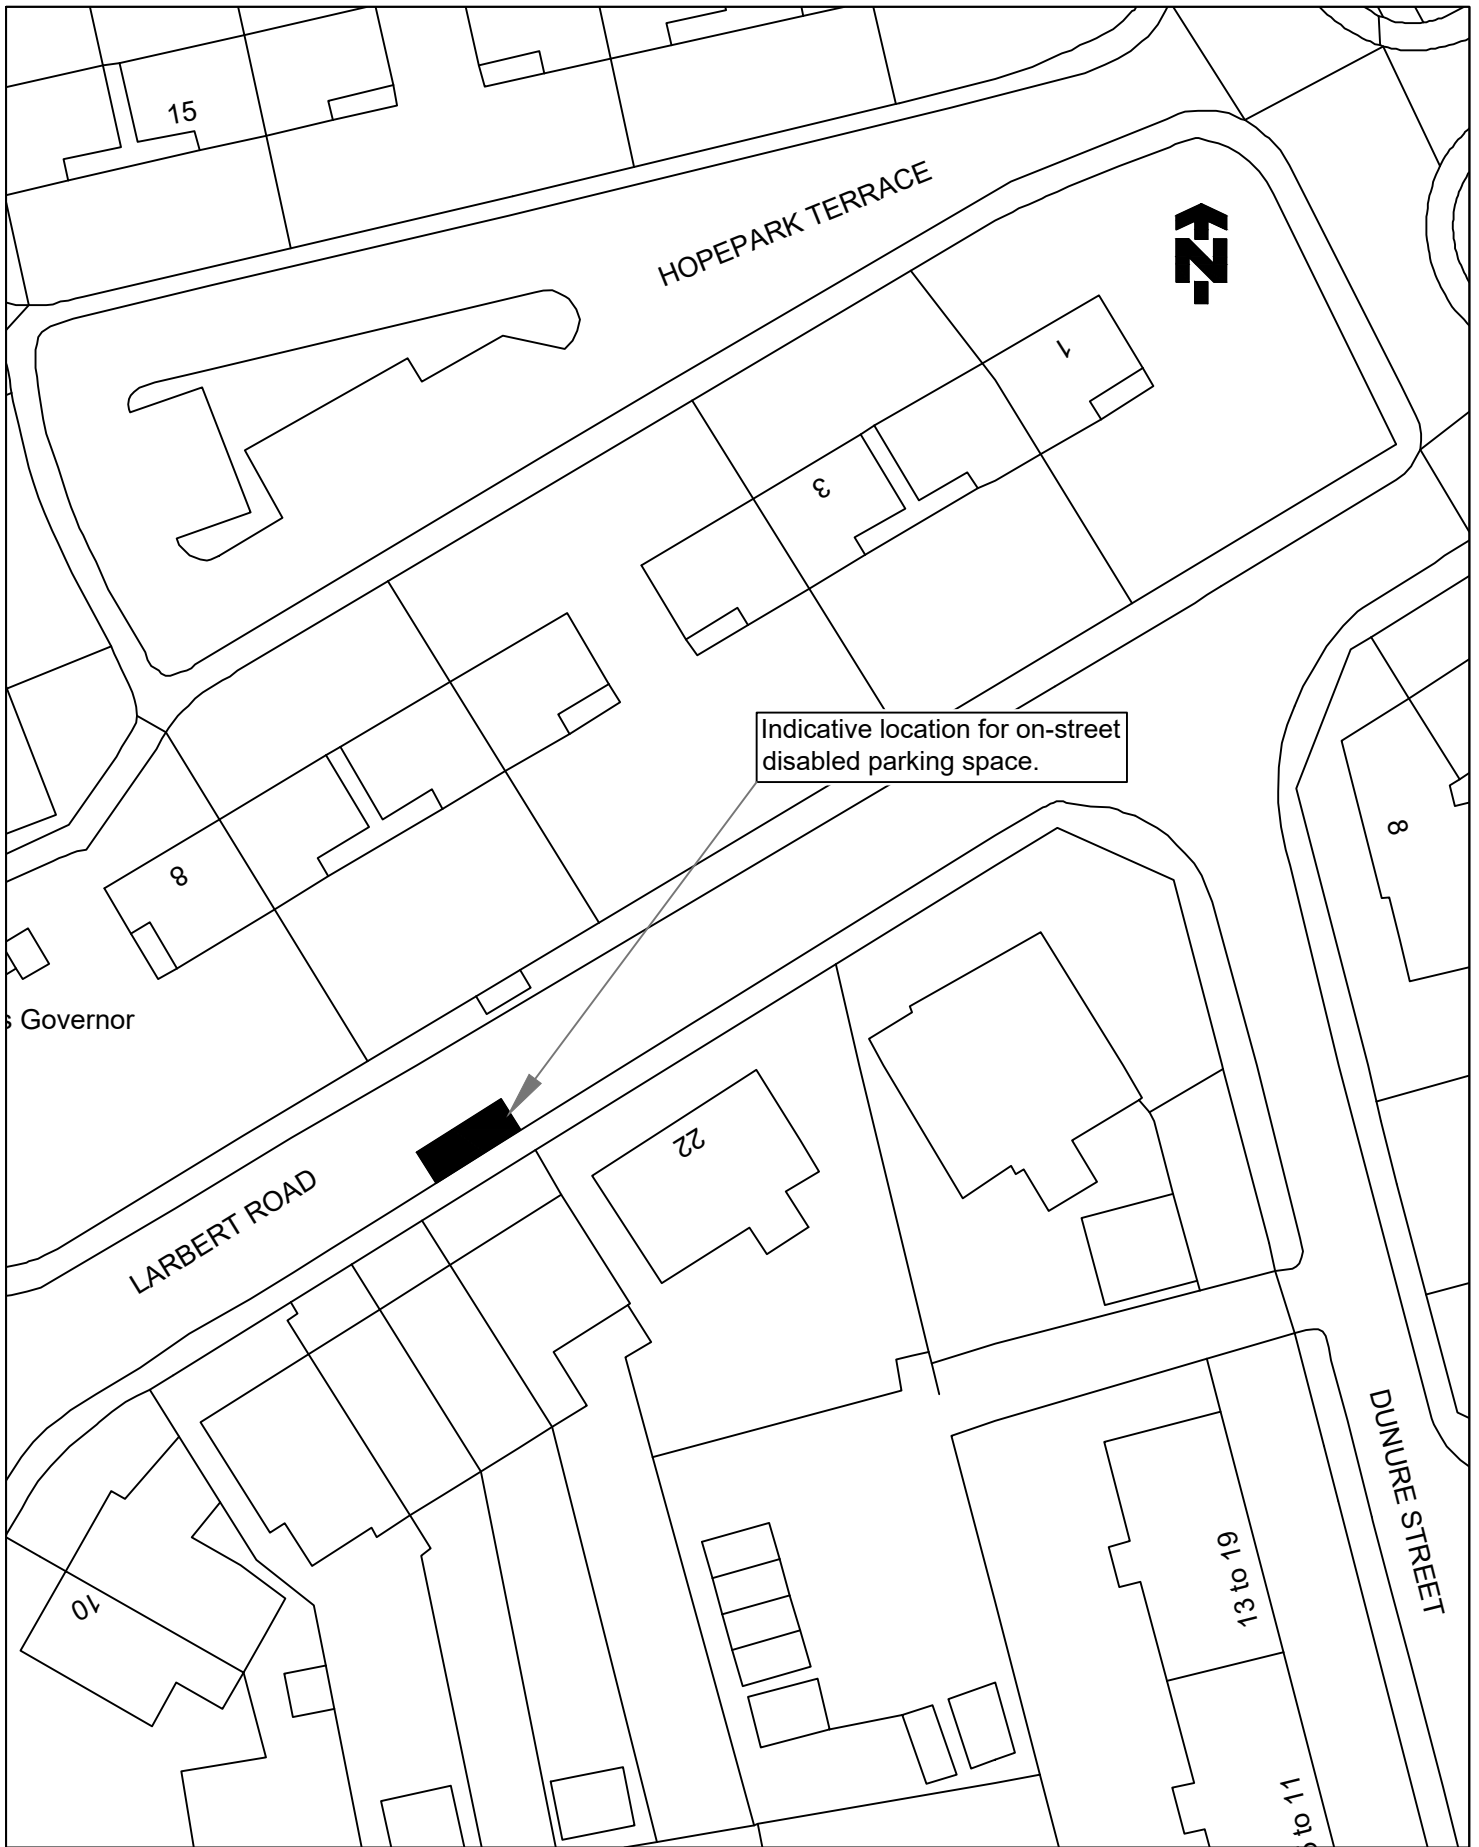 15
HOPEPARK TERRACE
N
1
3
Indicative location for on-street
disabled parking space.
8
8
Governor
22
LARBERT ROAD
DUNURE STREET
13 to 19
10
to 11